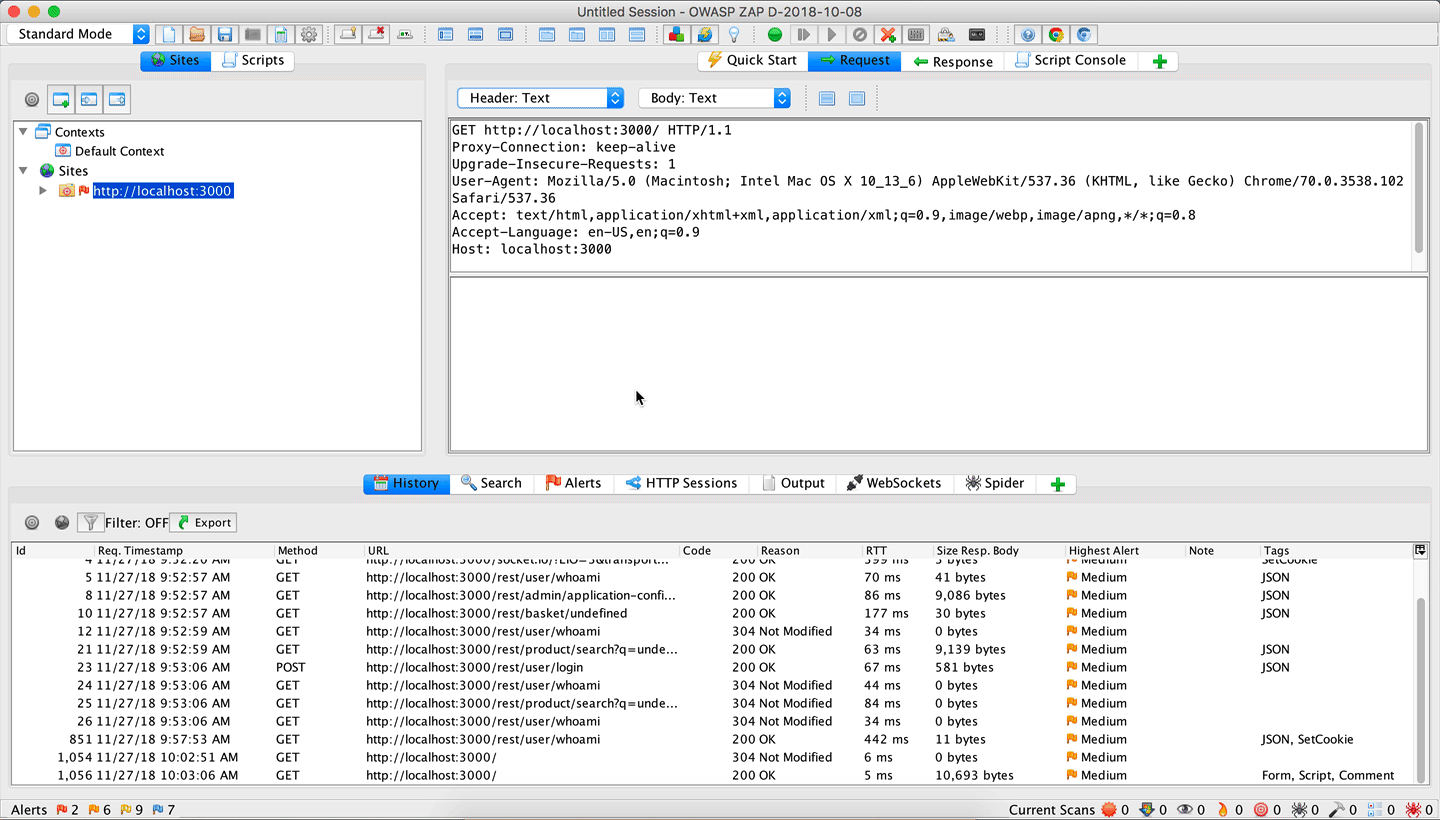 Untitled Session - OWASP ZAP D-2018-10-08
Standard Mode
Sites Scripts
Quick Start Request Response Script Console
Header: Text Body: Text
Contexts
Default Context
Sites
http://localhost:3000
GET http://localhost:3000/ HTTP/1.1
Proxy-Connection: keep-alive
Upgrade-Insecure-Requests: 1
User-Agent: Mozilla/5.0 (Macintosh; Intel Mac OS X 10_13_6) AppleWebKit/537.36 (KHTML, like Gecko) Chrome/70.0.3538.102
Safari/537.36
Accept: text/html,application/xhtml+xml,application/xml;q=0.9,image/webp,image/apng,*/*;q=0.8
Accept-Language: en-US,en;q=0.9
Host: localhost:3000
History Search Alerts HTTP Sessions Output WebSockets Spider
Filter: OFF Export
Id Req. Timestamp Method URL Code Reason RTT Size Resp. Body Highest Alert Note Tags
4 11/27/18 9:52:20 AM GET http://localhost:3000/socket.io/?EIO=3&transport... 200 OK 399 ms 5 bytes Medium SetCookie
5 11/27/18 9:52:57 AM GET http://localhost:3000/rest/user/whoami 200 OK 70 ms 41 bytes Medium JSON
8 11/27/18 9:52:57 AM GET http://localhost:3000/rest/admin/application-confi... 200 OK 86 ms 9,086 bytes Medium JSON
10 11/27/18 9:52:59 AM GET http://localhost:3000/rest/basket/undefined 200 OK 177 ms 30 bytes Medium JSON
12 11/27/18 9:52:59 AM GET http://localhost:3000/rest/user/whoami 304 Not Modified 34 ms 0 bytes Medium
21 11/27/18 9:52:59 AM GET http://localhost:3000/rest/product/search?q=unde... 200 OK 63 ms 9,139 bytes Medium JSON
23 11/27/18 9:53:06 AM POST http://localhost:3000/rest/user/login 200 OK 67 ms 581 bytes Medium JSON
24 11/27/18 9:53:06 AM GET http://localhost:3000/rest/user/whoami 304 Not Modified 44 ms 0 bytes Medium
25 11/27/18 9:53:06 AM GET http://localhost:3000/rest/product/search?q=unde... 304 Not Modified 84 ms 0 bytes Medium
26 11/27/18 9:53:06 AM GET http://localhost:3000/rest/user/whoami 304 Not Modified 34 ms 0 bytes Medium
851 11/27/18 9:57:53 AM GET http://localhost:3000/rest/user/whoami 200 OK 442 ms 11 bytes Medium JSON, SetCookie
1,054 11/27/18 10:02:51 AM GET http://localhost:3000/ 304 Not Modified 6 ms 0 bytes Medium
1,056 11/27/18 10:03:06 AM GET http://localhost:3000/ 200 OK 5 ms 10,693 bytes Medium Form, Script, Comment
Alerts 2 6 9 7 Current Scans 0 0 0 0 0 0 0 0 0